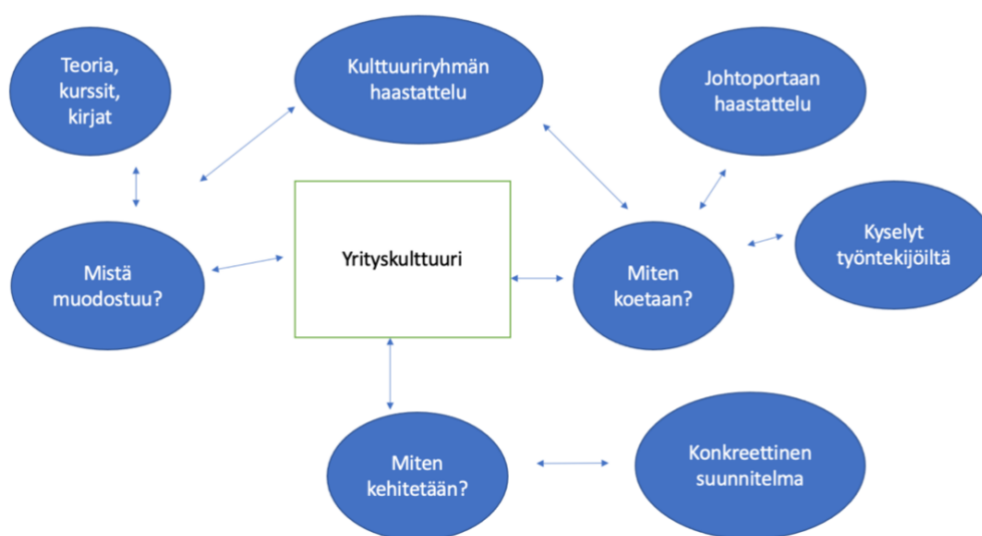 Teoria,
kurssit,
kirjat
Kulttuuriryhmän
haastattelu
Johtoportaan
haastattelu
Mistä
muodostuu?
Yrityskulttuuri
Miten
koetaan?
Kyselyt
työntekijöiltä
Miten
kehitetään?
Konkreettinen
suunnitelma